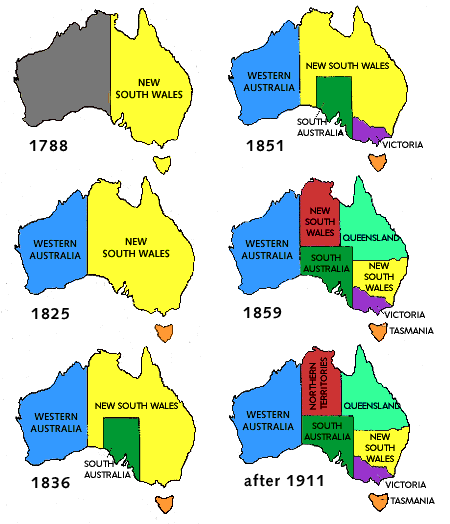 NEW
SOUTH WALES
1788
WESTERN
AUSTRALIA
NEW
SOUTH WALES
1825
WESTERN
AUSTRALIA
NEW SOUTH WALES
SOUTH
AUSTRALIA
1836
WESTERN
AUSTRALIA
NEW SOUTH WALES
SOUTH
AUSTRALIA
VICTORIA
1851
WESTERN
AUSTRALIA
NEW
SOUTH
WALES
QUEENSLAND
SOUTH
AUSTRALIA
NEW
SOUTH
WALES
VICTORIA
TASMANIA
1859
WESTERN
AUSTRALIA
NORTHERN
TERRITORIES
QUEENSLAND
SOUTH
AUSTRALIA
NEW
SOUTH
WALES
VICTORIA
TASMANIA
after 1911